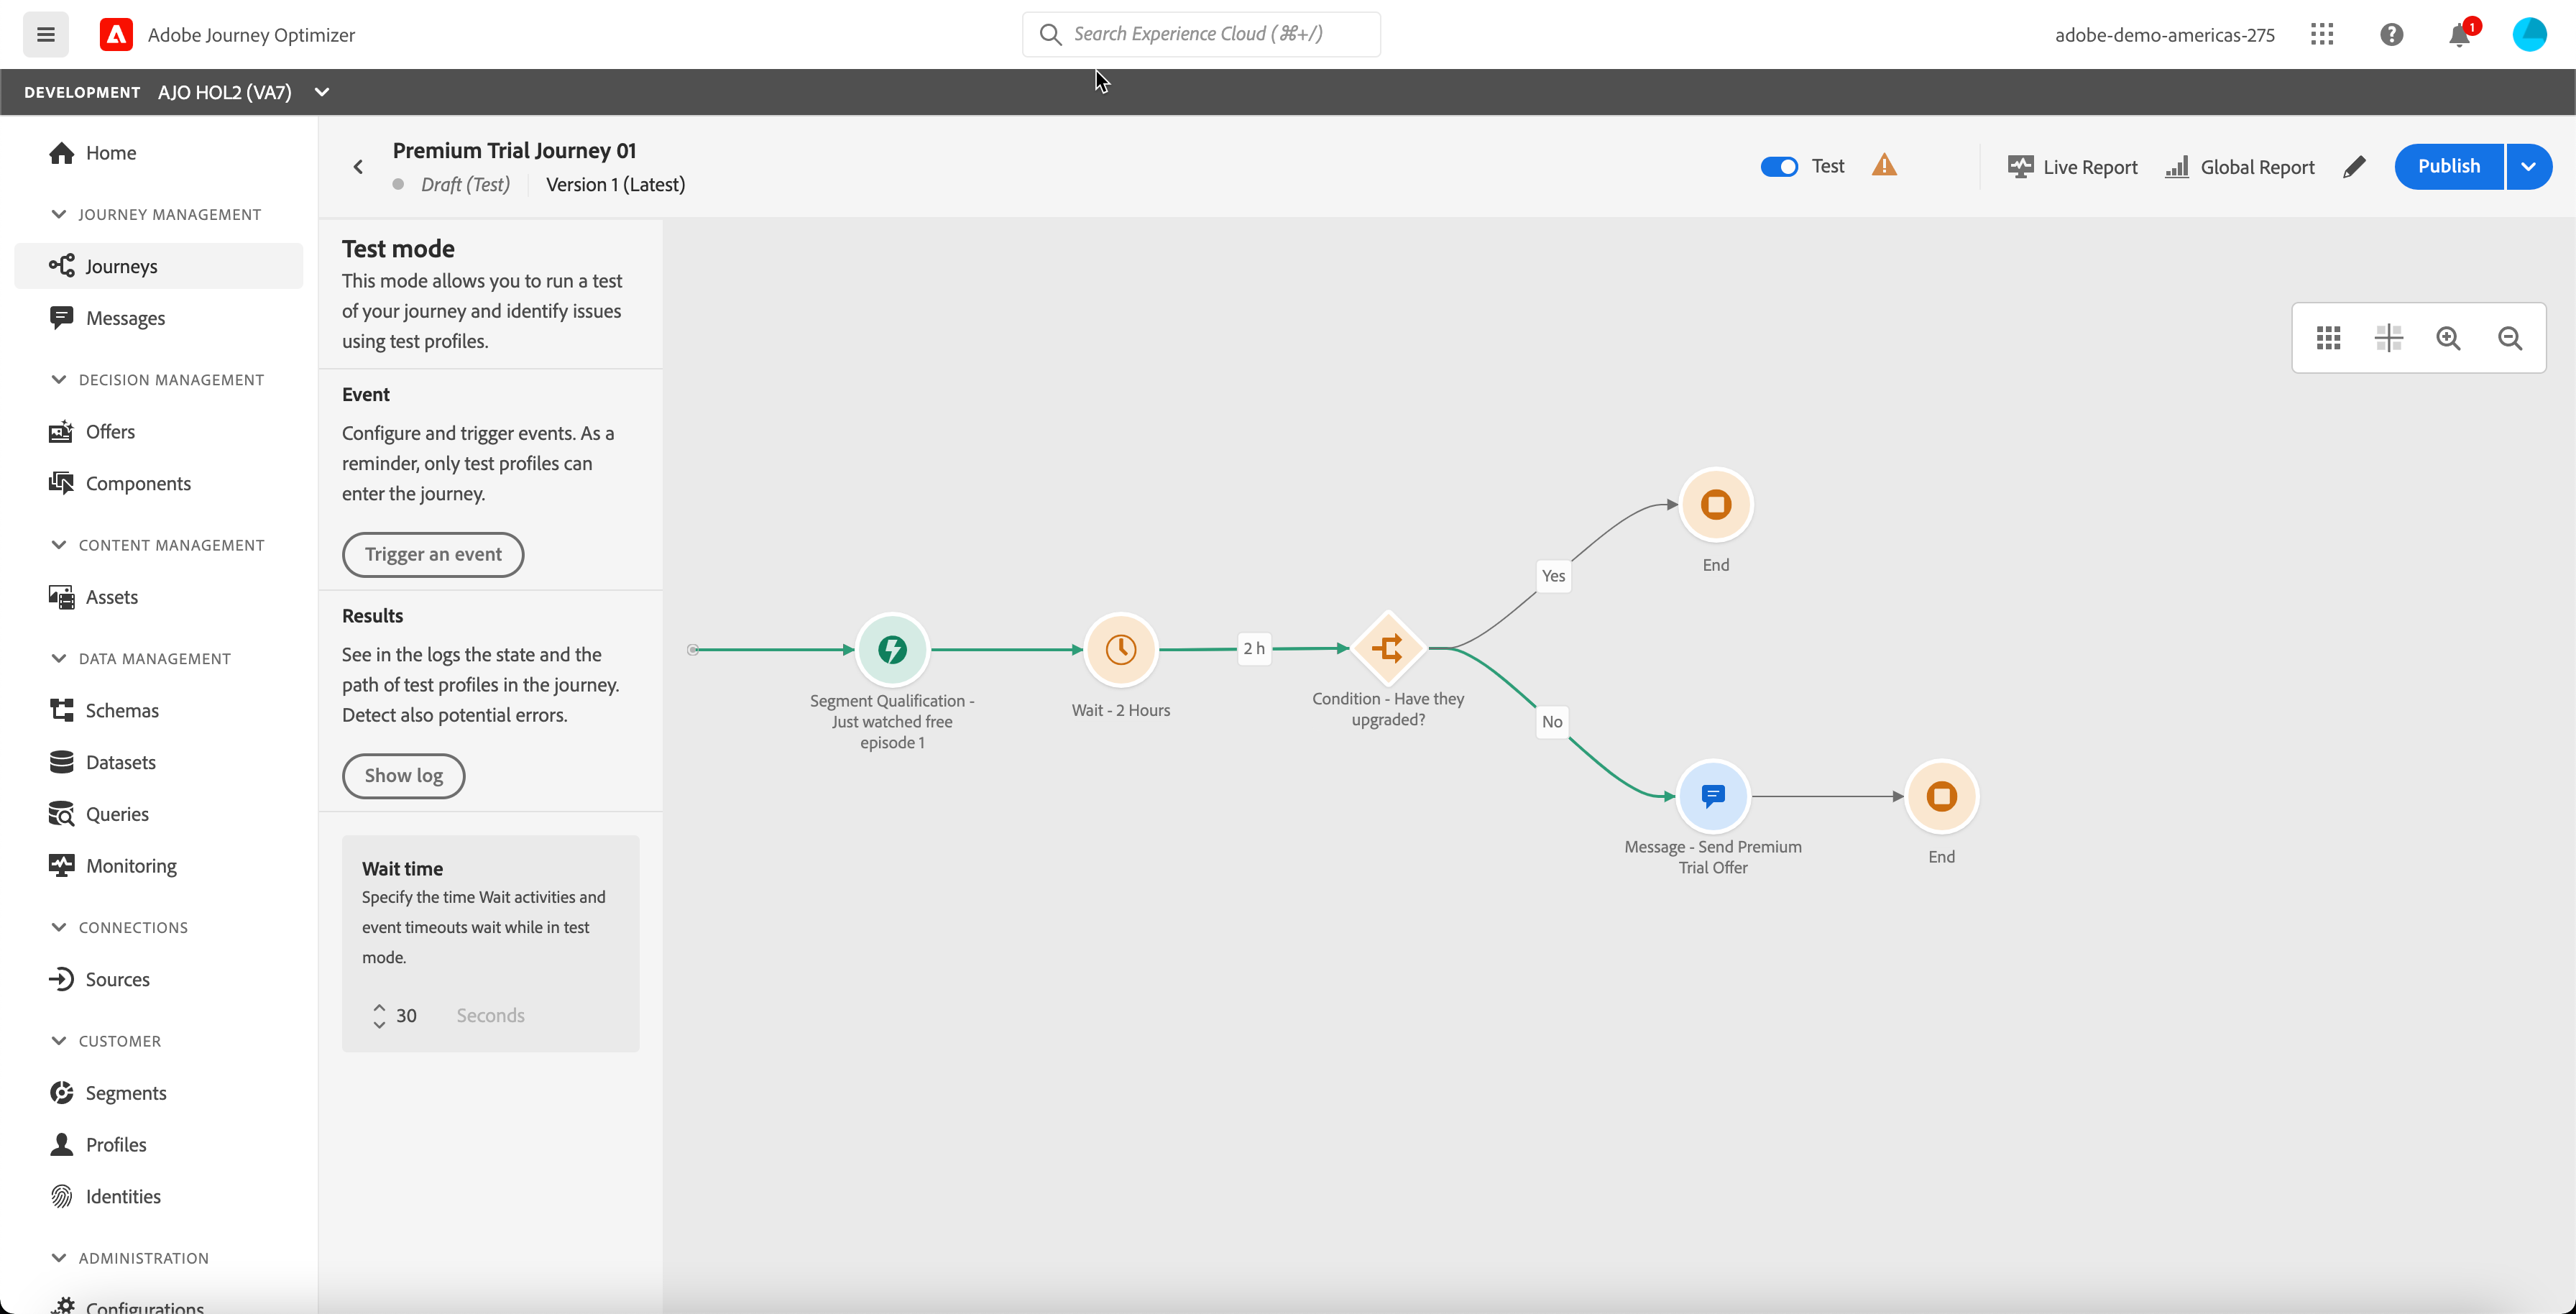 Adobe Journey Optimizer
Search Experience Cloud (⌘+/)
adobe-demo-americas-275
1
DEVELOPMENT AJO HOL2 (VA7)
Home
JOURNEY MANAGEMENT
Journeys
Messages
DECISION MANAGEMENT
Offers
Components
CONTENT MANAGEMENT
Assets
DATA MANAGEMENT
Schemas
Datasets
Queries
Monitoring
CONNECTIONS
Sources
CUSTOMER
Segments
Profiles
Identities
ADMINISTRATION
Configurations
Premium Trial Journey 01
Draft (Test) Version 1 (Latest)
Test
Live Report
Global Report
Publish
Test mode
This mode allows you to run a test
of your journey and identify issues
using test profiles.
Event
Configure and trigger events. As a
reminder, only test profiles can
enter the journey.
Trigger an event
Results
See in the logs the state and the
path of test profiles in the journey.
Detect also potential errors.
Show log
Wait time
Specify the time Wait activities and
event timeouts wait while in test
mode.
30 Seconds
Segment Qualification -
Just watched free
episode 1
Wait - 2 Hours
2 h
Condition - Have they
upgraded?
Yes
End
No
Message - Send Premium
Trial Offer
End